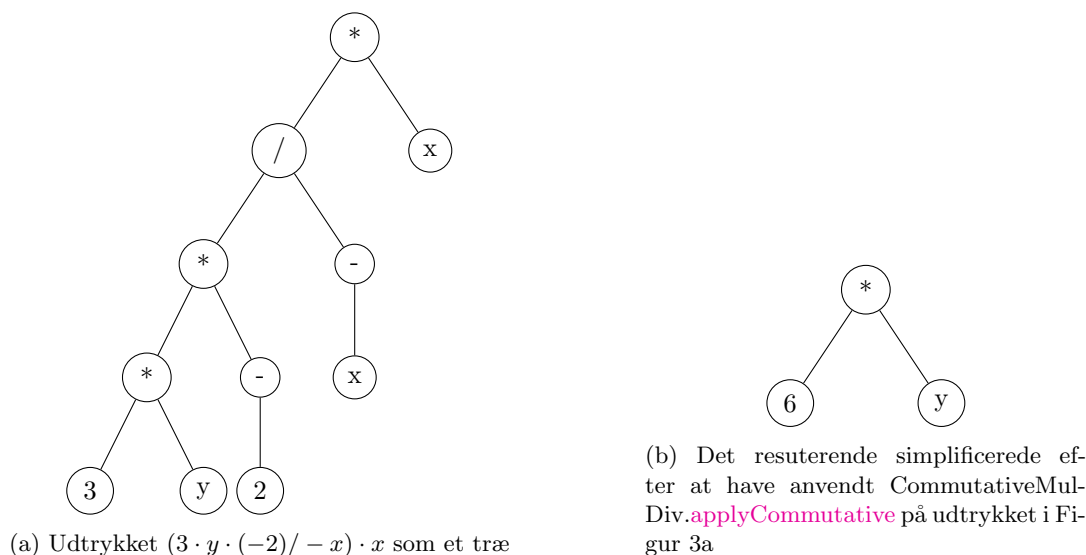 *
/
x
*
-
*
-
x
3
y
2
(a) Udtrykket (3 · y · (−2)/ − x) · x som et træ
*
6
y
(b) Det resuterende simplificerede ef-
ter at have anvendt CommutativeMul-
Div.applyCommutative på udtrykket i Fi-
gur 3a